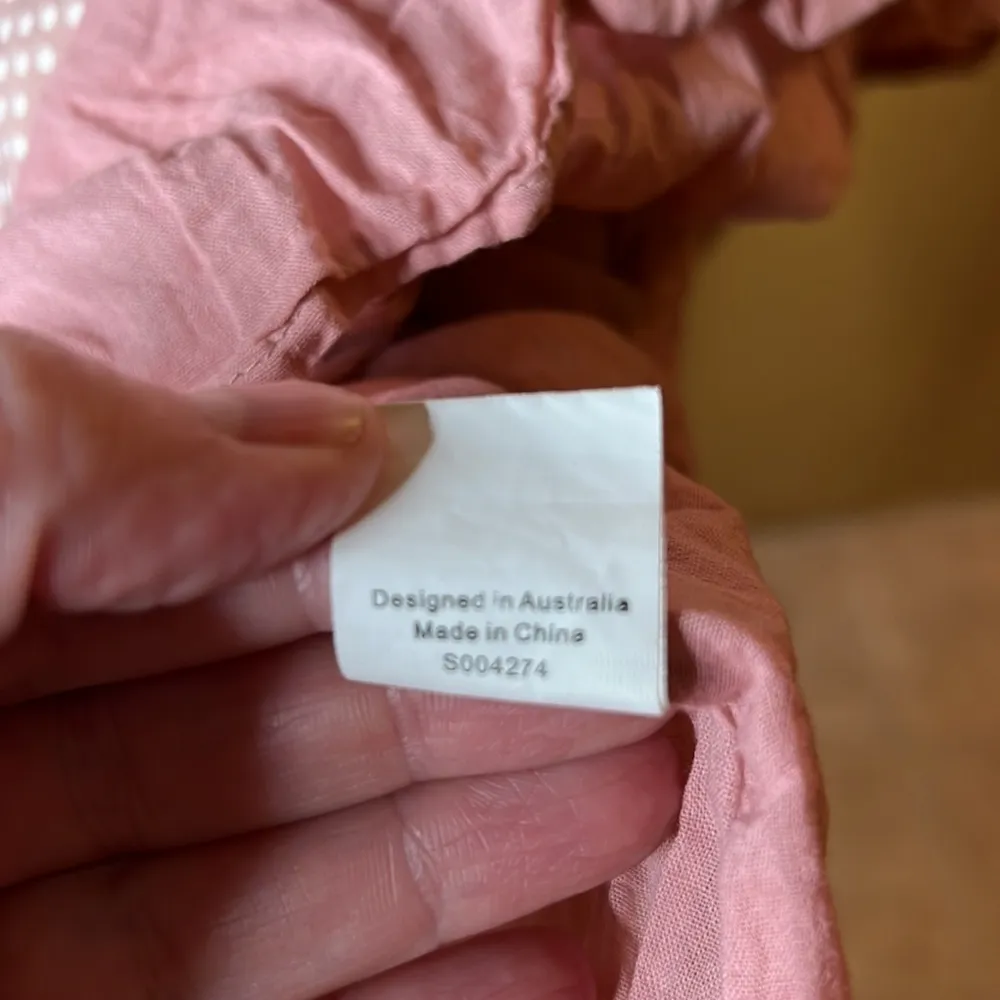 Designed in Australia
Made in China
S004274